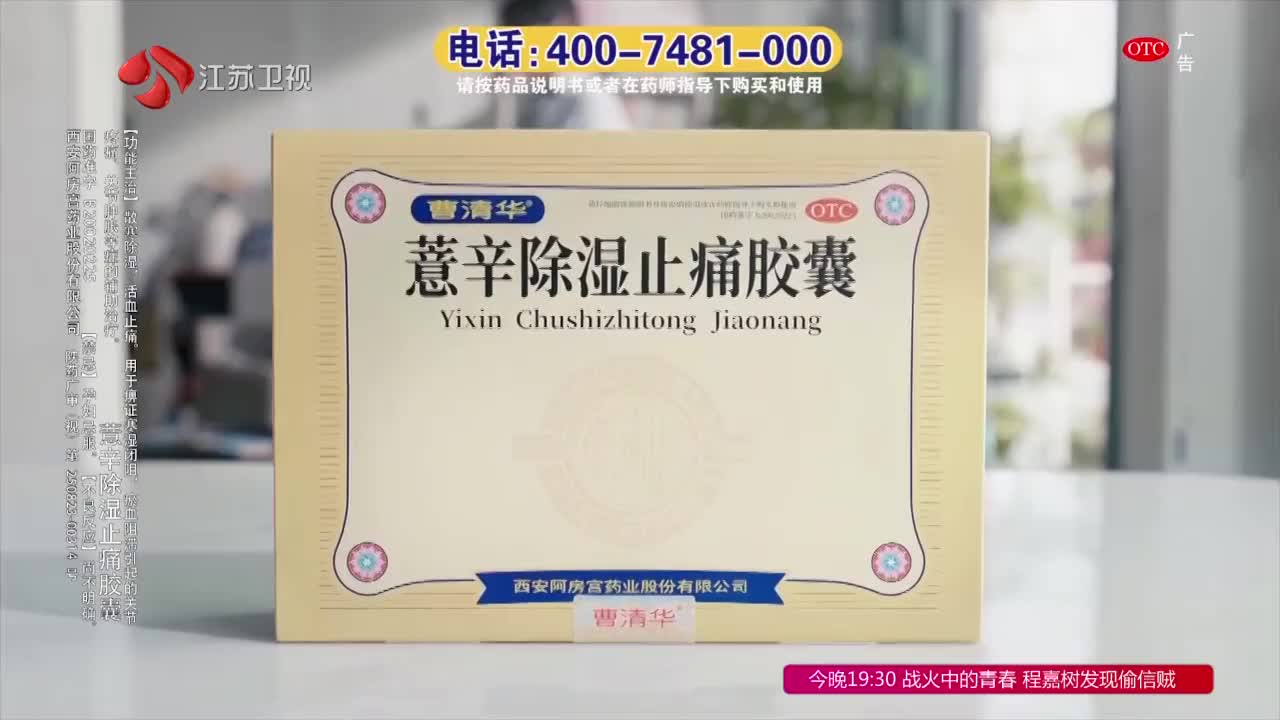 电话:400-7481-000
请按药品说明书或者在药师指导下购买和使用
江苏卫视
OTC
广告
曹清华®
OTC
薏辛除湿止痛胶囊
Yixin Chushizhitong Jiaonang
西安阿房宫药业股份有限公司
曹清华®
薏辛除湿止痛胶囊
【功能主治】散寒除湿、活血止痛。用于痹证寒湿闭阻、瘀血阻滞引起的关节
疼痛、关节肿胀等症的辅助治疗。
【禁忌】孕妇忌服。【不良反应】尚不明确。
西安阿房宫药业股份有限公司 陕药广审(视)第 250823-00314 号
今晚19:30 战火中的青春 程嘉树发现偷信贼